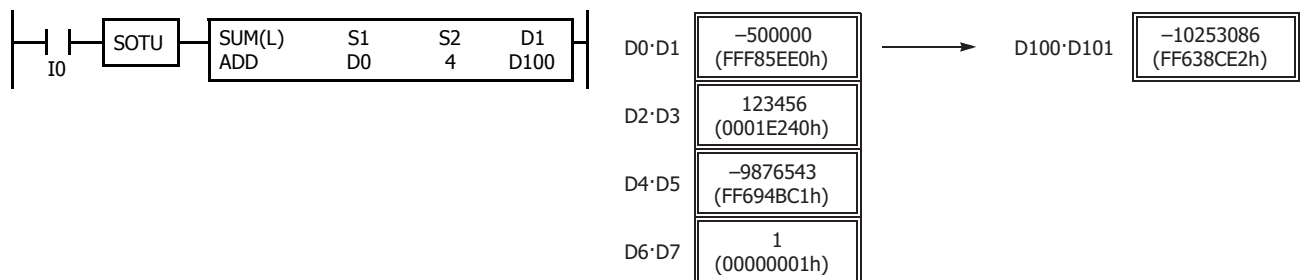 I0
SOTU
SUM(L) S1 S2 D1
ADD D0 4 D100
D0·D1
–500000
(FFF85EE0h)
D100·D101
–10253086
(FF638CE2h)
D2·D3
123456
(0001E240h)
D4·D5
–9876543
(FF694BC1h)
D6·D7
1
(00000001h)